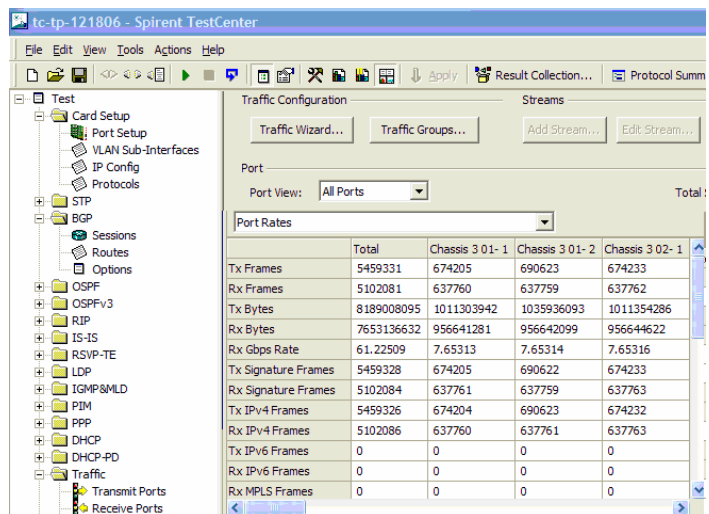 tc-tp-121806 - Spirent TestCenter
File Edit View Tools Actions Help
Apply Result Collection... Protocol Summ
Test
Card Setup
Port Setup
VLAN Sub-Interfaces
IP Config
Protocols
STP
BGP
Sessions
Routes
Options
OSPF
OSPFv3
RIP
IS-IS
RSVP-TE
LDP
IGMP&MLD
PIM
PPP
DHCP
DHCP-PD
Traffic
Transmit Ports
Receive Ports
Traffic Configuration Streams
Traffic Wizard... Traffic Groups... Add Stream... Edit Stream...
Port
Port View: All Ports Total
Port Rates
Total Chassis 3 01- 1 Chassis 3 01- 2 Chassis 3 02- 1
Tx Frames 5459331 674205 690623 674233
Rx Frames 5102081 637760 637759 637762
Tx Bytes 8189008095 1011303942 1035936093 1011354286
Rx Bytes 7653136632 956641281 956642099 956644622
Rx Gbps Rate 61.22509 7.65313 7.65314 7.65316
Tx Signature Frames 5459328 674205 690622 674233
Rx Signature Frames 5102084 637761 637759 637763
Tx IPv4 Frames 5459326 674204 690623 674232
Rx IPv4 Frames 5102086 637760 637761 637763
Tx IPv6 Frames 0 0 0 0
Rx IPv6 Frames 0 0 0 0
Rx MPLS Frames 0 0 0 0